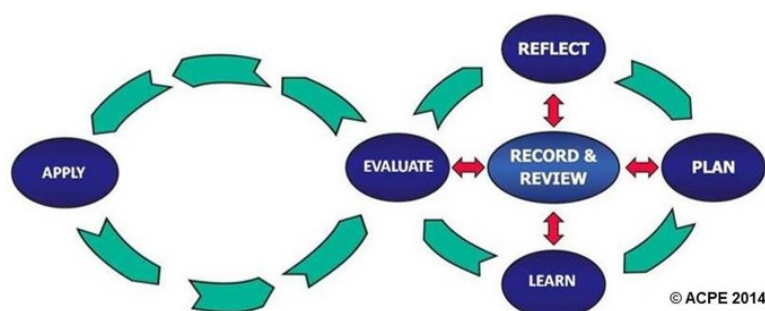 REFLECT
APPLY
EVALUATE
RECORD &
REVIEW
PLAN
LEARN
© ACPE 2014